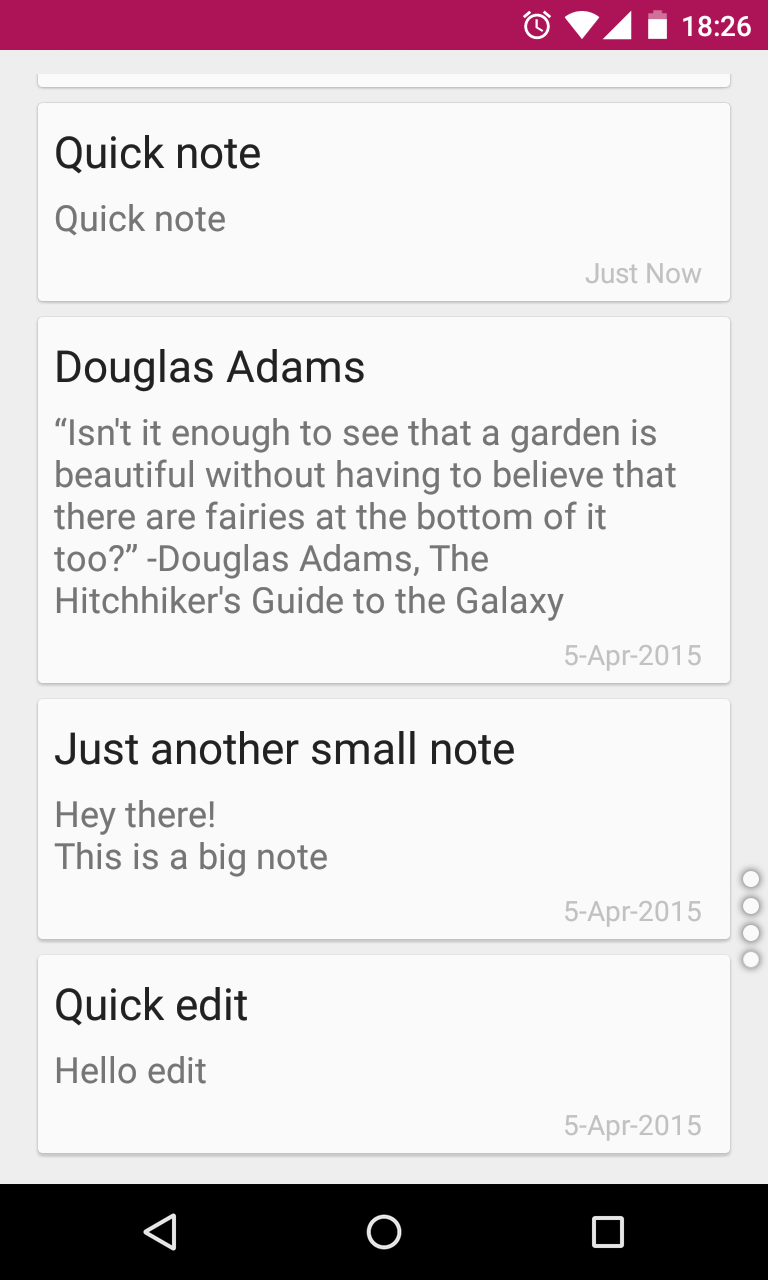 18:26
Quick note
Quick note
Just Now
Douglas Adams
“Isn't it enough to see that a garden is
beautiful without having to believe that
there are fairies at the bottom of it
too?” -Douglas Adams, The
Hitchhiker's Guide to the Galaxy
5-Apr-2015
Just another small note
Hey there!
This is a big note
5-Apr-2015
Quick edit
Hello edit
5-Apr-2015